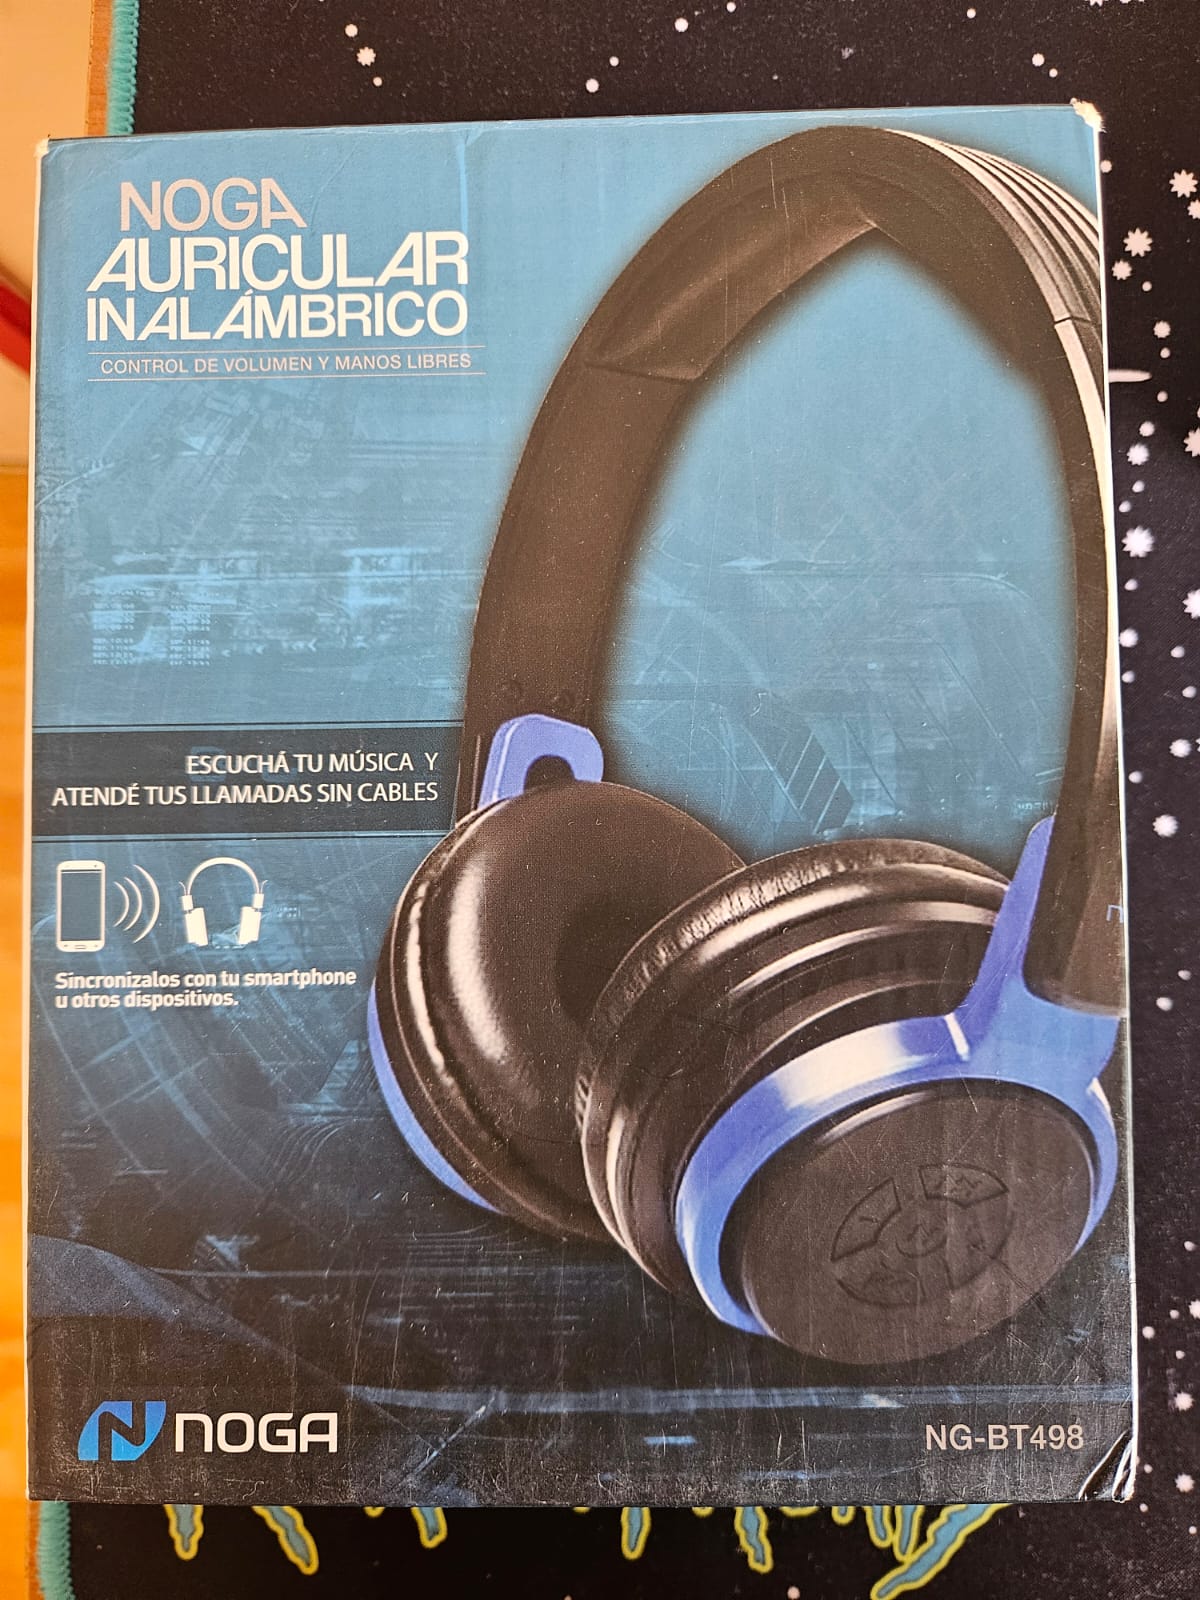 NOGA
AURICULAR
INALÁMBRICO
CONTROL DE VOLUMEN Y MANOS LIBRES
ESCUCHÁ TU MÚSICA Y
ATENDÉ TUS LLAMADAS SIN CABLES
Sincronizalos con tu smartphone
u otros dispositivos.
NOGA
NG-BT498